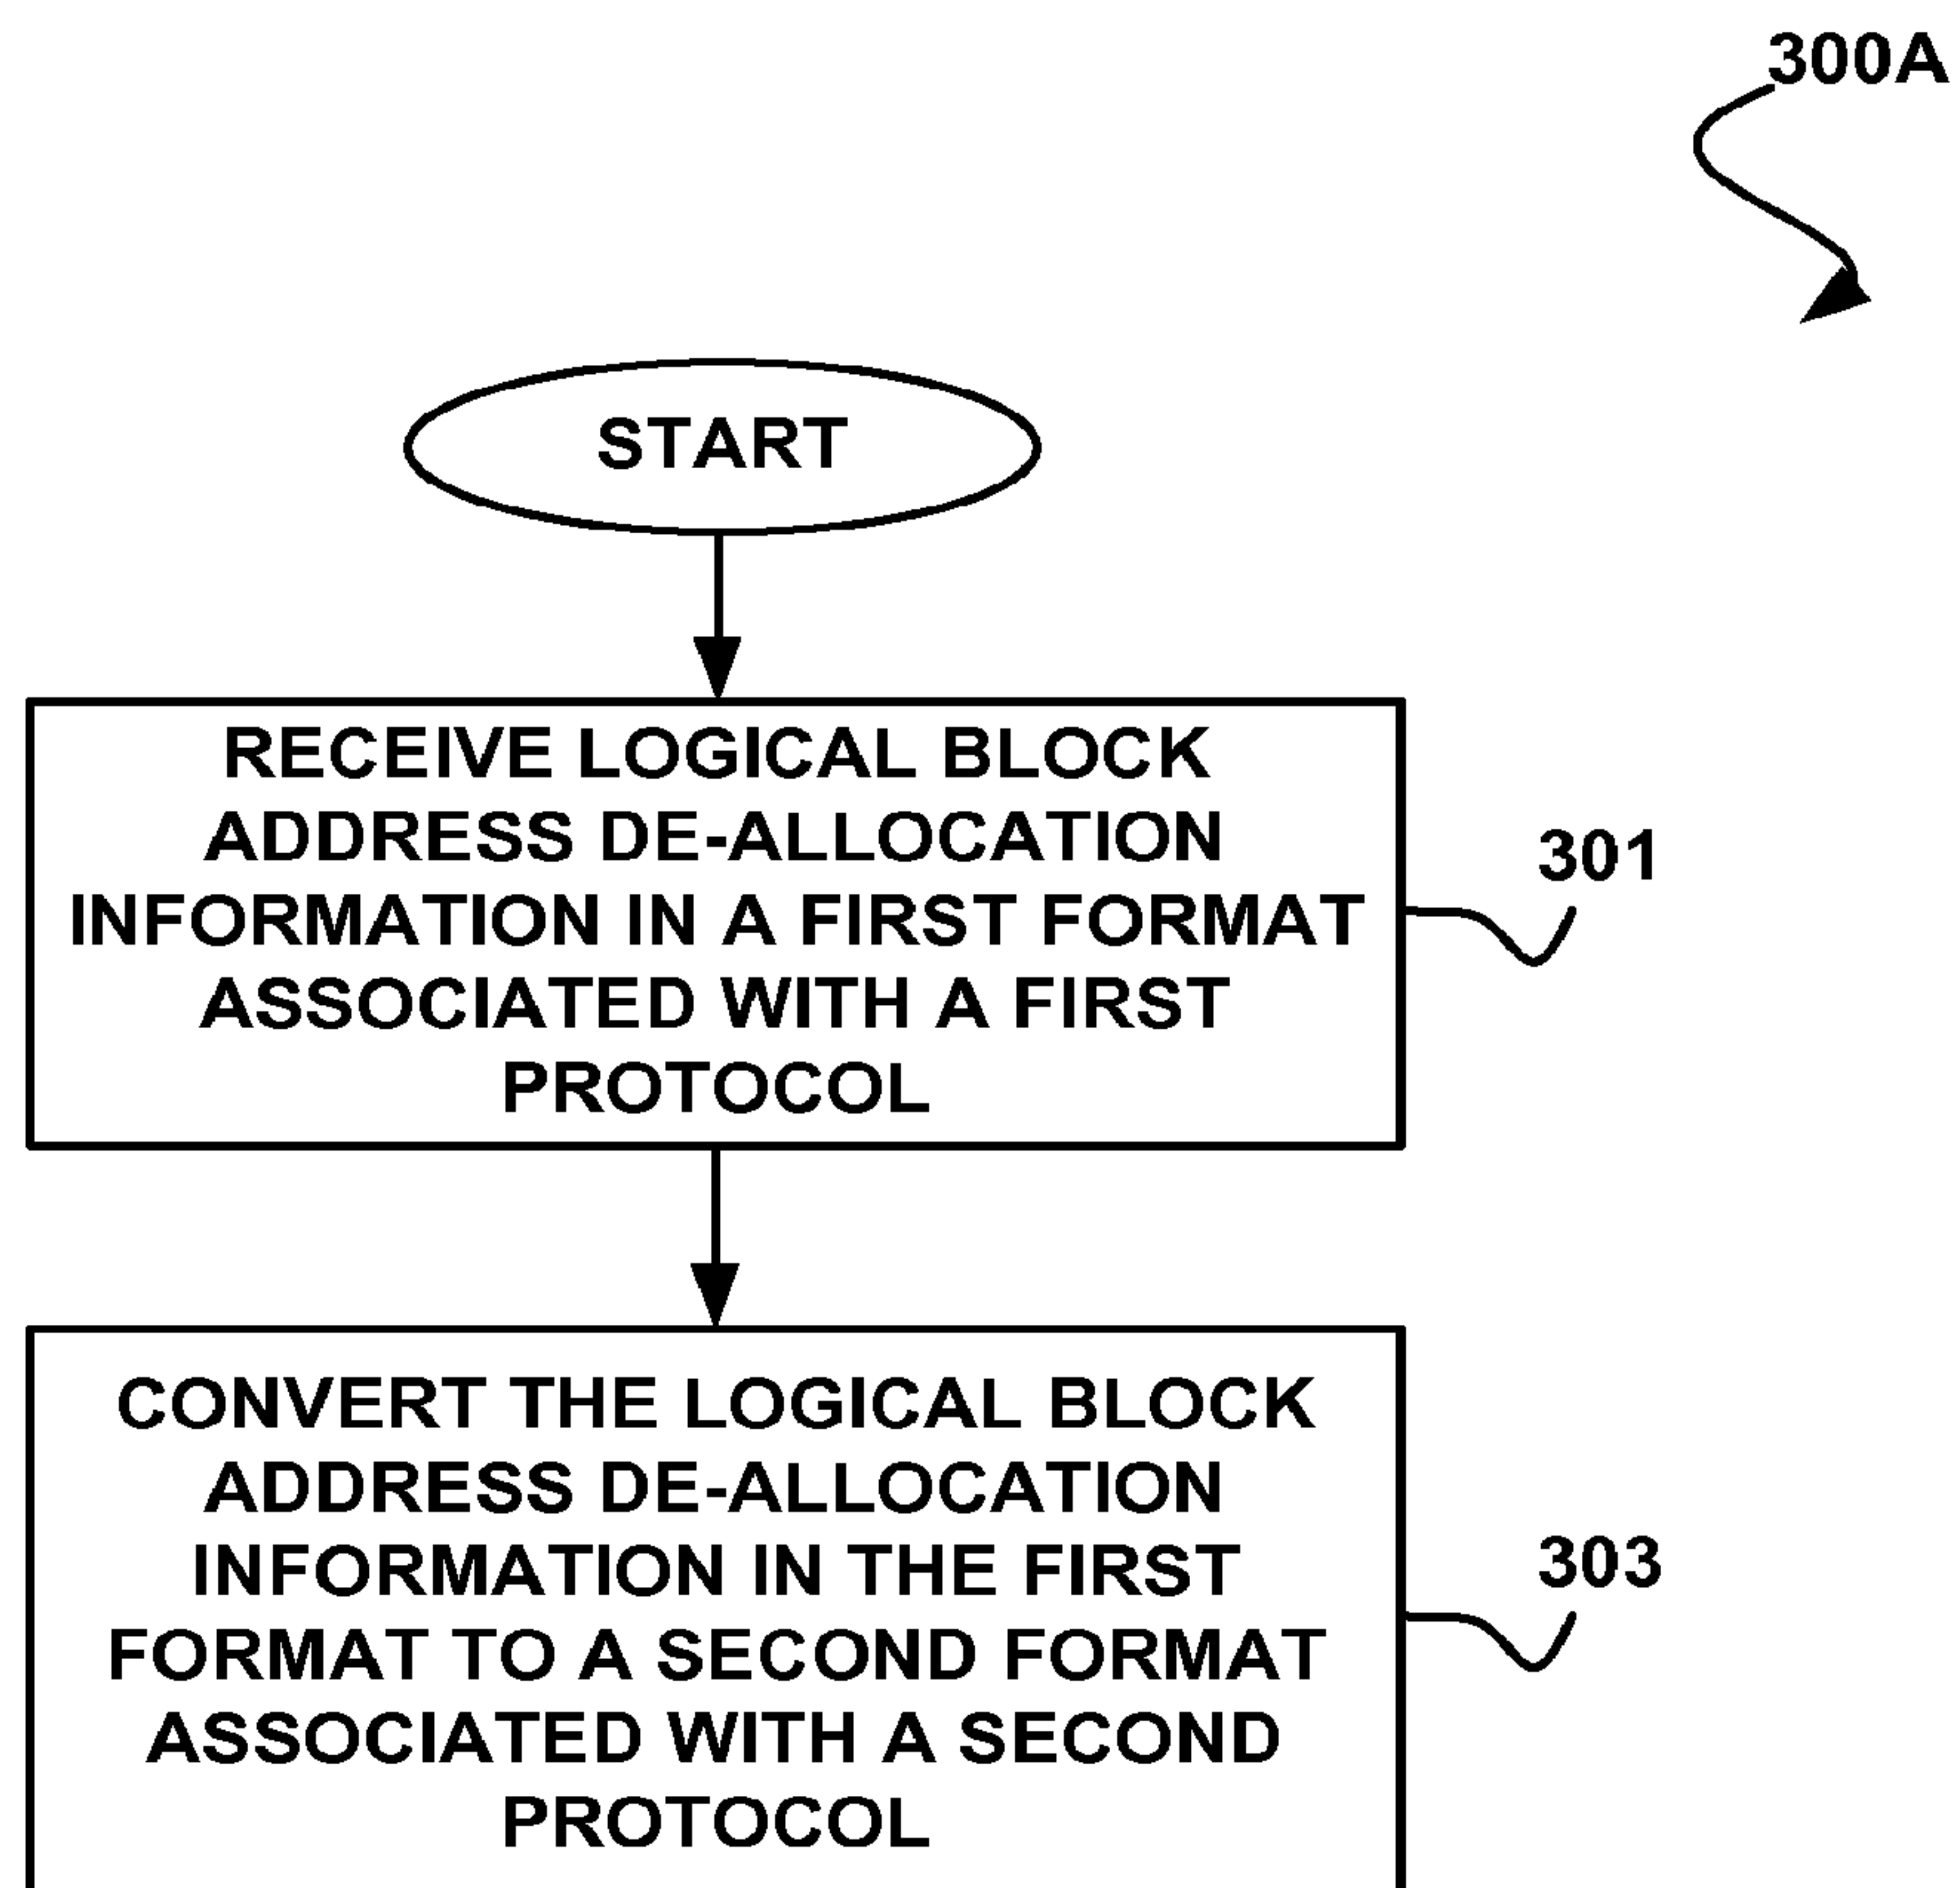 300A
START
RECEIVE LOGICAL BLOCK
ADDRESS DE-ALLOCATION
INFORMATION IN A FIRST FORMAT
ASSOCIATED WITH A FIRST
PROTOCOL
301
CONVERT THE LOGICAL BLOCK
ADDRESS DE-ALLOCATION
INFORMATION IN THE FIRST
FORMAT TO A SECOND FORMAT
ASSOCIATED WITH A SECOND
PROTOCOL
303